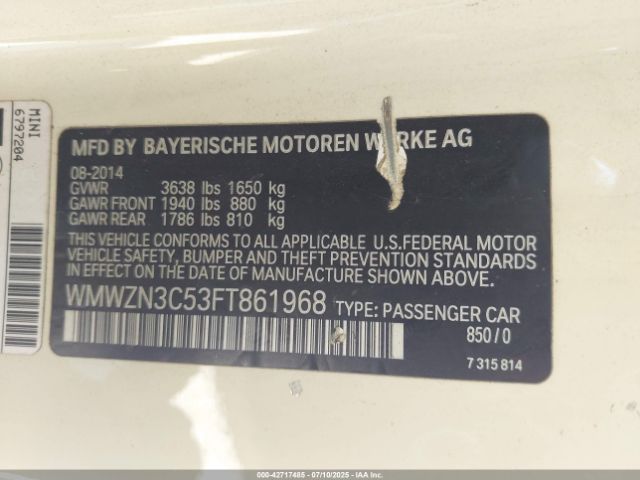 MINI
6797204
MFD BY BAYERISCHE MOTOREN WERKE AG
08-2014
GVWR 3638 lbs 1650 kg
GAWR FRONT 1940 lbs 880 kg
GAWR REAR 1786 lbs 810 kg
THIS VEHICLE CONFORMS TO ALL APPLICABLE U.S.FEDERAL MOTOR
VEHICLE SAFETY, BUMPER, AND THEFT PREVENTION STANDARDS
IN EFFECT ON THE DATE OF MANUFACTURE SHOWN ABOVE.
WMWZN3C53FT861968 TYPE: PASSENGER CAR
850/0
7 315 814
000-42717485 - 07/10/2025 - IAA Inc.